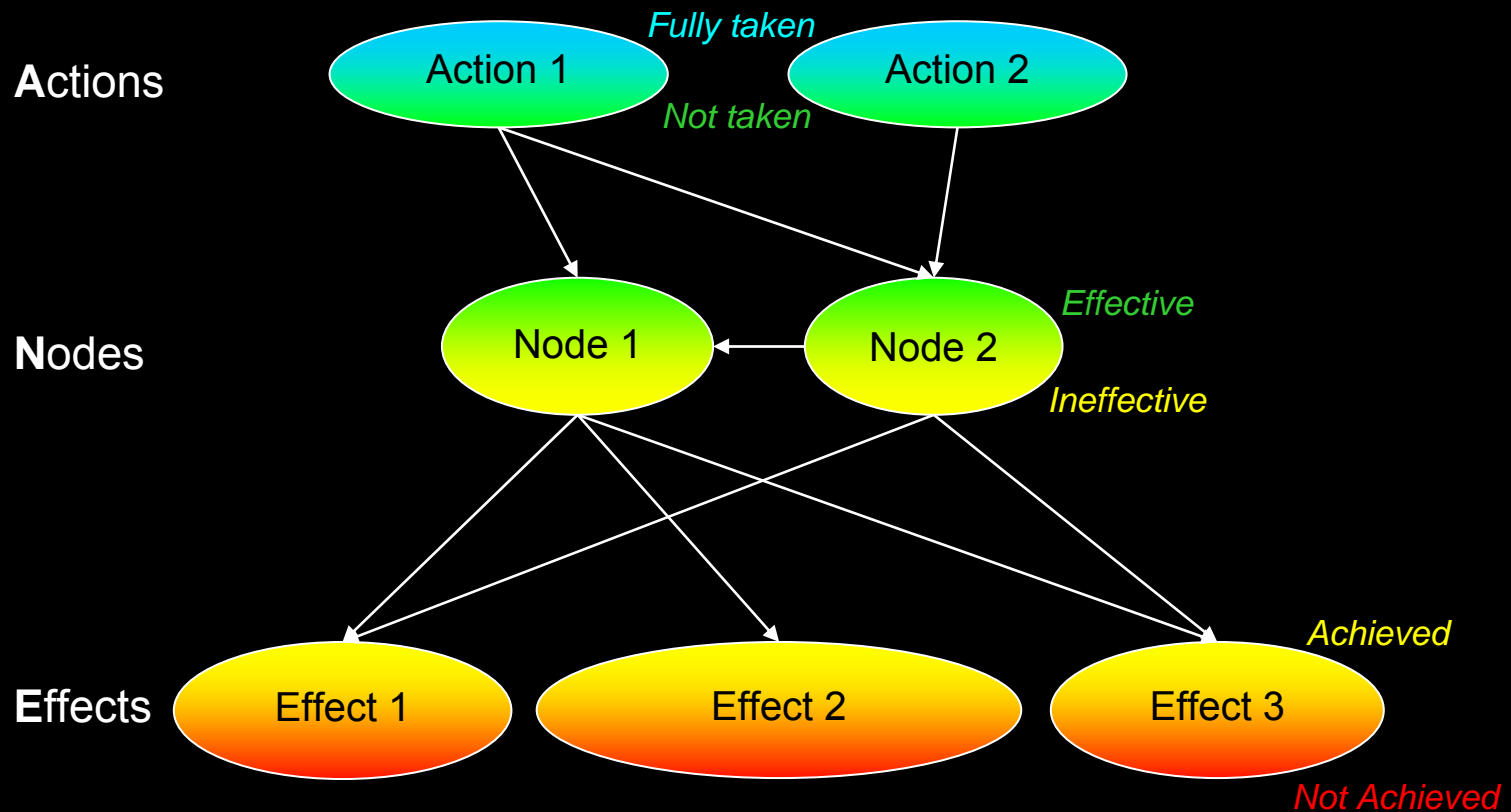 Fully taken
Actions
Action 1
Action 2
Not taken
Effective
Nodes
Node 1
Node 2
Ineffective
Achieved
Effects
Effect 1
Effect 2
Effect 3
Not Achieved